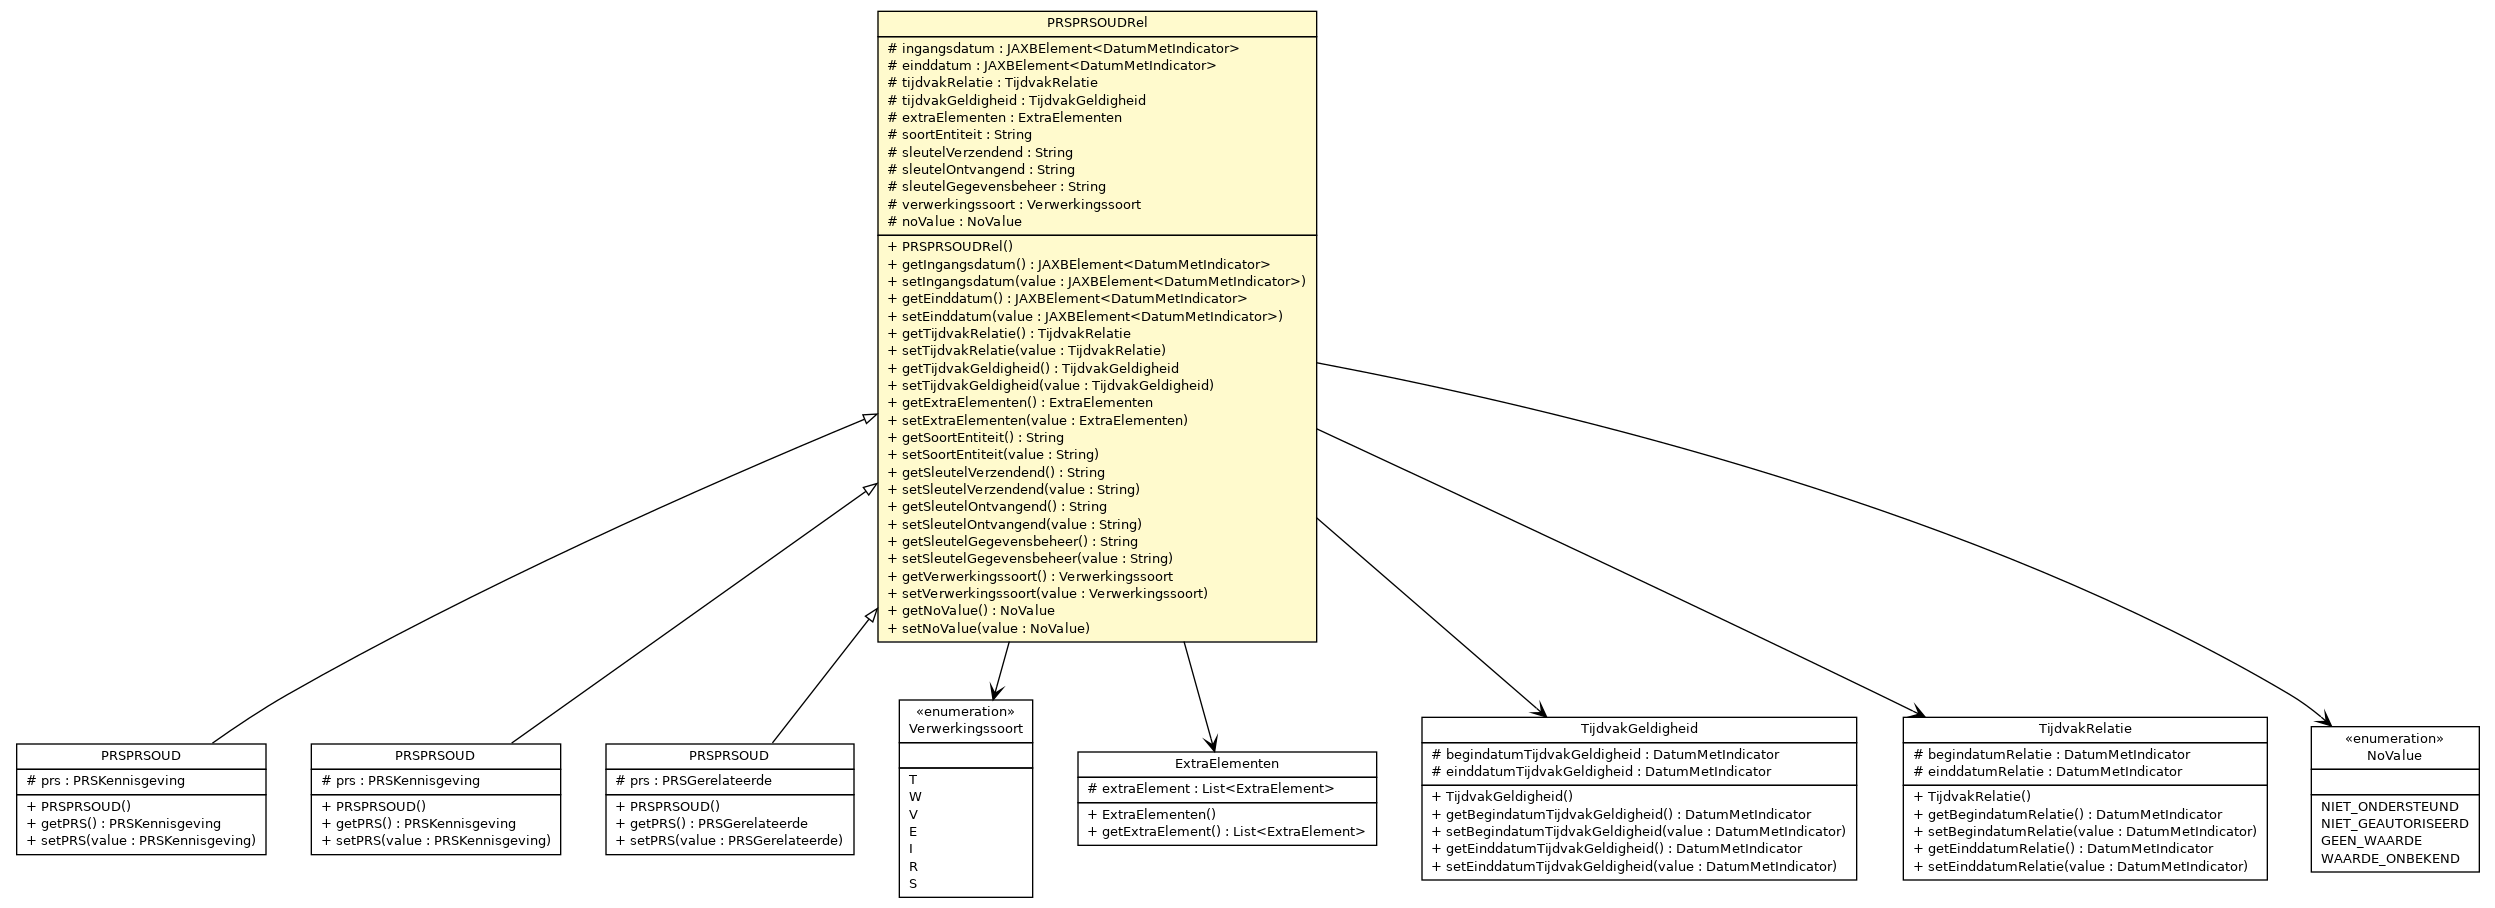 PRSPRSOUDRel
# ingangsdatum : JAXBElement<DatumMetIndicator>
# einddatum : JAXBElement<DatumMetIndicator>
# tijdvakRelatie : TijdvakRelatie
# tijdvakGeldigheid : TijdvakGeldigheid
# extraElementen : ExtraElementen
# soortEntiteit : String
# sleutelVerzendend : String
# sleutelOntvangend : String
# sleutelGegevensbeheer : String
# verwerkingssoort : Verwerkingssoort
# noValue : NoValue
+ PRSPRSOUDRel()
+ getIngangsdatum() : JAXBElement<DatumMetIndicator>
+ setIngangsdatum(value : JAXBElement<DatumMetIndicator>)
+ getEinddatum() : JAXBElement<DatumMetIndicator>
+ setEinddatum(value : JAXBElement<DatumMetIndicator>)
+ getTijdvakRelatie() : TijdvakRelatie
+ setTijdvakRelatie(value : TijdvakRelatie)
+ getTijdvakGeldigheid() : TijdvakGeldigheid
+ setTijdvakGeldigheid(value : TijdvakGeldigheid)
+ getExtraElementen() : ExtraElementen
+ setExtraElementen(value : ExtraElementen)
+ getSoortEntiteit() : String
+ setSoortEntiteit(value : String)
+ getSleutelVerzendend() : String
+ setSleutelVerzendend(value : String)
+ getSleutelOntvangend() : String
+ setSleutelOntvangend(value : String)
+ getSleutelGegevensbeheer() : String
+ setSleutelGegevensbeheer(value : String)
+ getVerwerkingssoort() : Verwerkingssoort
+ setVerwerkingssoort(value : Verwerkingssoort)
+ getNoValue() : NoValue
+ setNoValue(value : NoValue)
PRSPRSOUD
# prs : PRSKennisgeving
+ PRSPRSOUD()
+ getPRS() : PRSKennisgeving
+ setPRS(value : PRSKennisgeving)
PRSPRSOUD
# prs : PRSKennisgeving
+ PRSPRSOUD()
+ getPRS() : PRSKennisgeving
+ setPRS(value : PRSKennisgeving)
PRSPRSOUD
# prs : PRSGerelateerde
+ PRSPRSOUD()
+ getPRS() : PRSGerelateerde
+ setPRS(value : PRSGerelateerde)
«enumeration»
Verwerkingssoort
T
W
V
E
I
R
S
ExtraElementen
# extraElement : List<ExtraElement>
+ ExtraElementen()
+ getExtraElement() : List<ExtraElement>
TijdvakGeldigheid
# begindatumTijdvakGeldigheid : DatumMetIndicator
# einddatumTijdvakGeldigheid : DatumMetIndicator
+ TijdvakGeldigheid()
+ getBegindatumTijdvakGeldigheid() : DatumMetIndicator
+ setBegindatumTijdvakGeldigheid(value : DatumMetIndicator)
+ getEinddatumTijdvakGeldigheid() : DatumMetIndicator
+ setEinddatumTijdvakGeldigheid(value : DatumMetIndicator)
TijdvakRelatie
# begindatumRelatie : DatumMetIndicator
# einddatumRelatie : DatumMetIndicator
+ TijdvakRelatie()
+ getBegindatumRelatie() : DatumMetIndicator
+ setBegindatumRelatie(value : DatumMetIndicator)
+ getEinddatumRelatie() : DatumMetIndicator
+ setEinddatumRelatie(value : DatumMetIndicator)
«enumeration»
NoValue
NIET_ONDERSTEUND
NIET_GEAUTORISEERD
GEEN_WAARDE
WAARDE_ONBEKEND